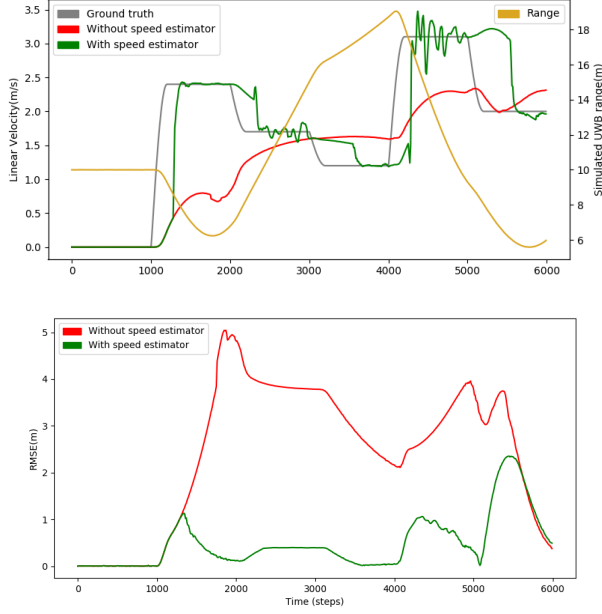 Ground truth
Without speed estimator
With speed estimator
Range
Linear Velocity(m/s)
Simulated UWB range(m)
3.5
3.0
2.5
2.0
1.5
1.0
0.5
0.0
18
16
14
12
10
8
6
0 1000 2000 3000 4000 5000 6000
Without speed estimator
With speed estimator
RMSE(m)
5
4
3
2
1
0
0 1000 2000 3000 4000 5000 6000
Time (steps)